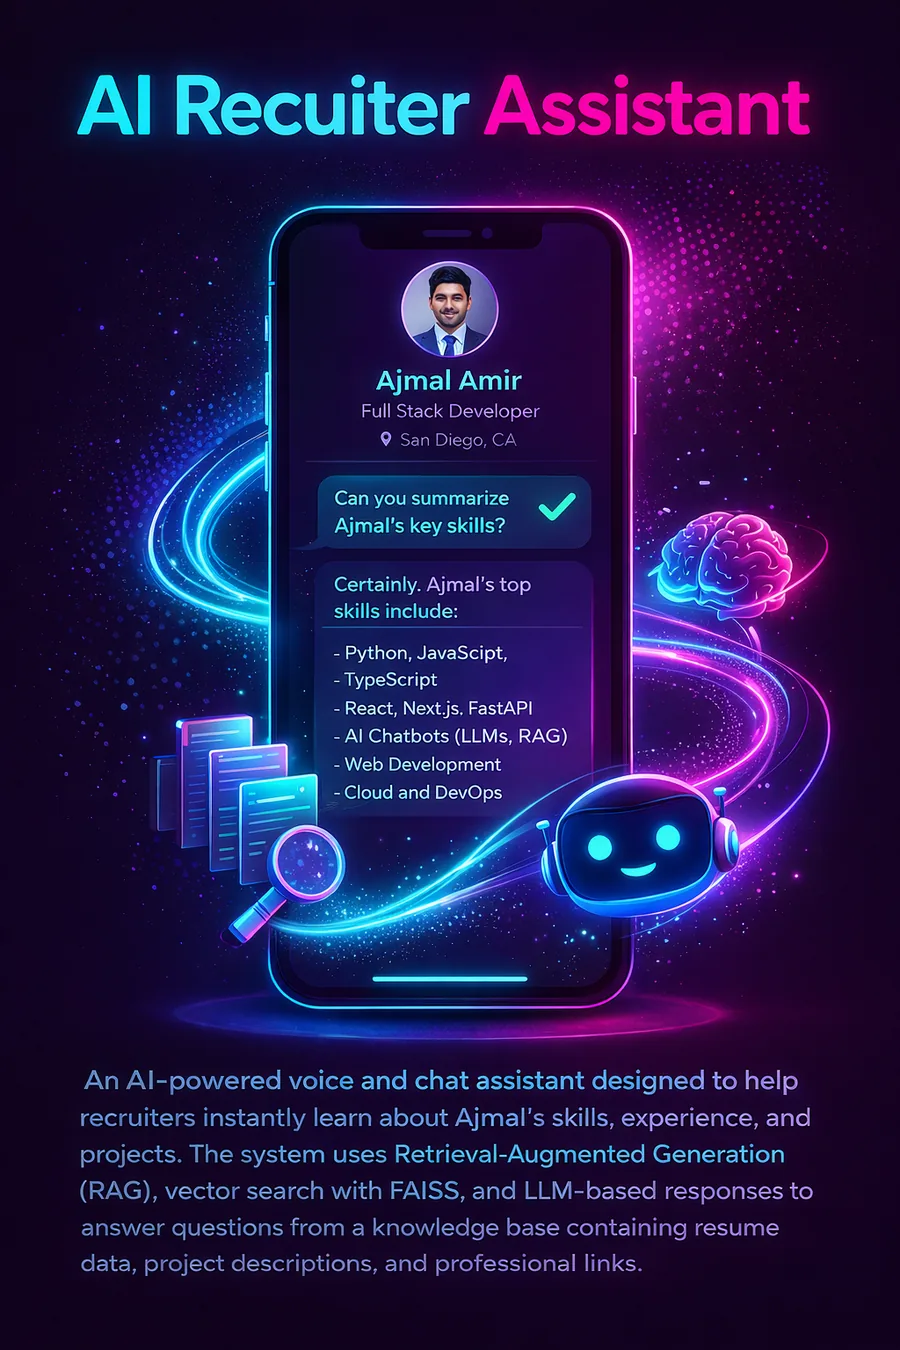 AI Recuiter Assistant
Ajmal Amir
Full Stack Developer
San Diego, CA
Can you summarize
Ajmal's key skills?
Certainly. Ajmal's top
skills include:
- Python, JavaScipt,
- TypeScript
- React, Next.js. FastAPI
- AI Chatbots (LLMs, RAG)
- Web Development
- Cloud and DevOps
An AI-powered voice and chat assistant designed to help
recruiters instantly learn about Ajmal's skills, experience, and
projects. The system uses Retrieval-Augmented Generation
(RAG), vector search with FAISS, and LLM-based responses to
answer questions from a knowledge base containing resume
data, project descriptions, and professional links.